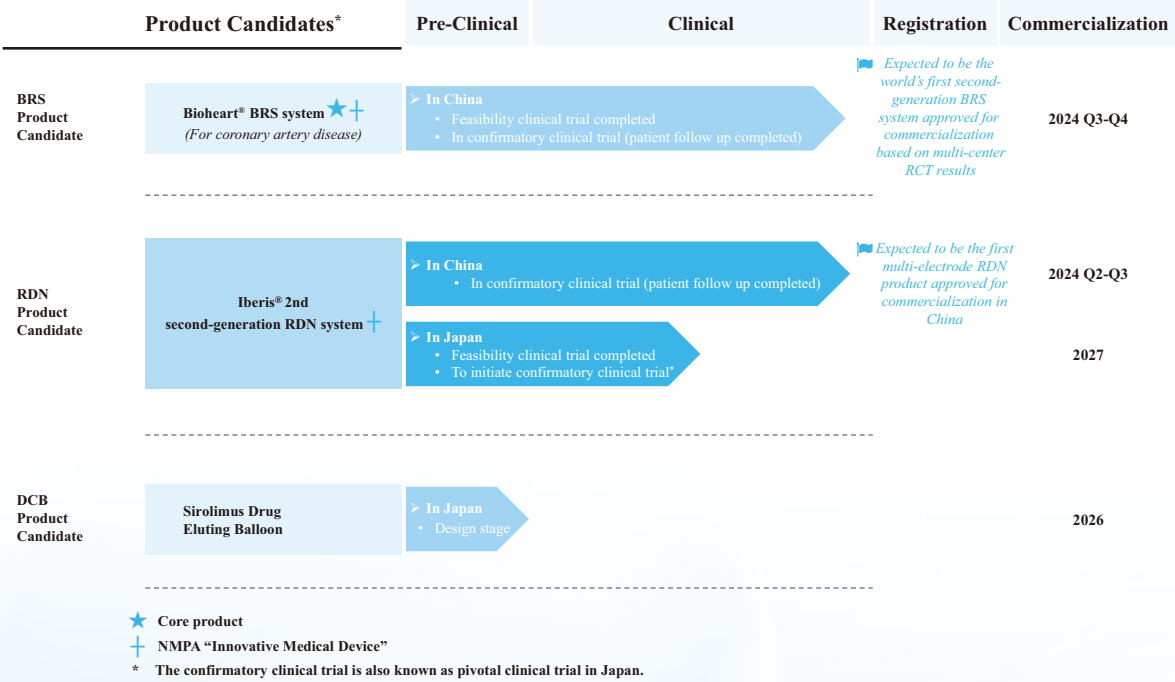 Product Candidates*
Pre-Clinical
Clinical
Registration
Commercialization
BRS
Product
Candidate
Bioheart® BRS system
(For coronary artery disease)
➢ In China
• Feasibility clinical trial completed
• In confirmatory clinical trial (patient follow up completed)
Expected to be the
world's first second-
generation BRS
system approved for
commercialization
based on multi-center
RCT results
2024 Q3-Q4
RDN
Product
Candidate
Iberis® 2nd
second-generation RDN system
➢ In China
• In confirmatory clinical trial (patient follow up completed)
Expected to be the first
multi-electrode RDN
product approved for
commercialization in
China
2024 Q2-Q3
➢ In Japan
• Feasibility clinical trial completed
• To initiate confirmatory clinical trial*
2027
DCB
Product
Candidate
Sirolimus Drug
Eluting Balloon
➢ In Japan
• Design stage
2026
Core product
NMPA “Innovative Medical Device”
* The confirmatory clinical trial is also known as pivotal clinical trial in Japan.